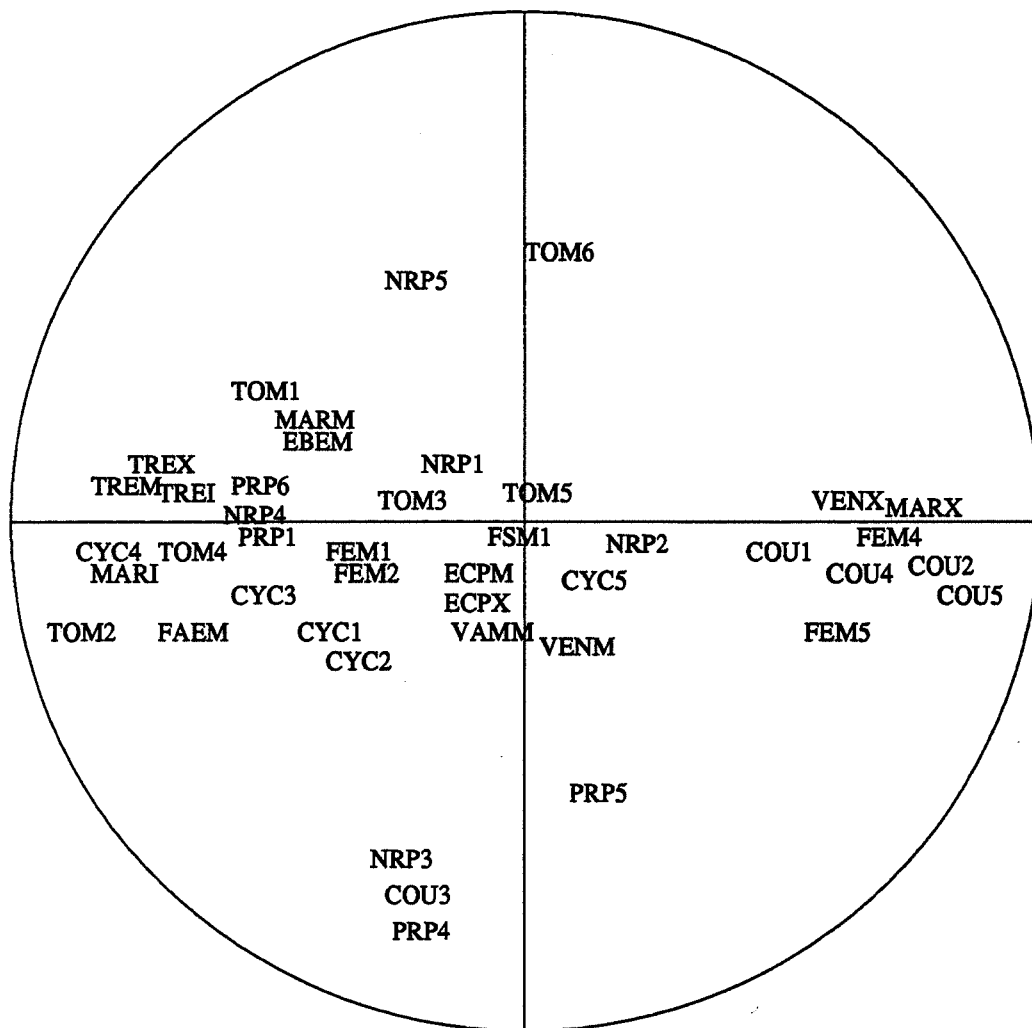 TOM6
NRP5
TOM1
MARM
EBEM
TREX
NRP1
TREM
TREI
PRP6
TOM3
TOM5
VENX
MARX
NRP4
PRP1
FSM1
NRP2
FEM4
CYC4
TOM4
FEM1
COU1
COU2
MARI
FEM2
ECPM
CYC5
COU4
CYC3
ECPX
COU5
TOM2
FAEM
CYC1
VAMM
FEM5
CYC2
VENM
PRP5
NRP3
COU3
PRP4